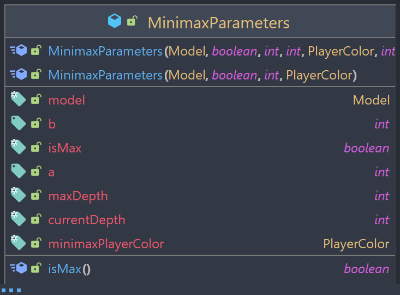 MinimaxParameters
MinimaxParameters(Model, boolean, int, int, PlayerColor, int
MinimaxParameters(Model, boolean, int, PlayerColor)
model Model
b int
isMax boolean
a int
maxDepth int
currentDepth int
minimaxPlayerColor PlayerColor
isMax() boolean